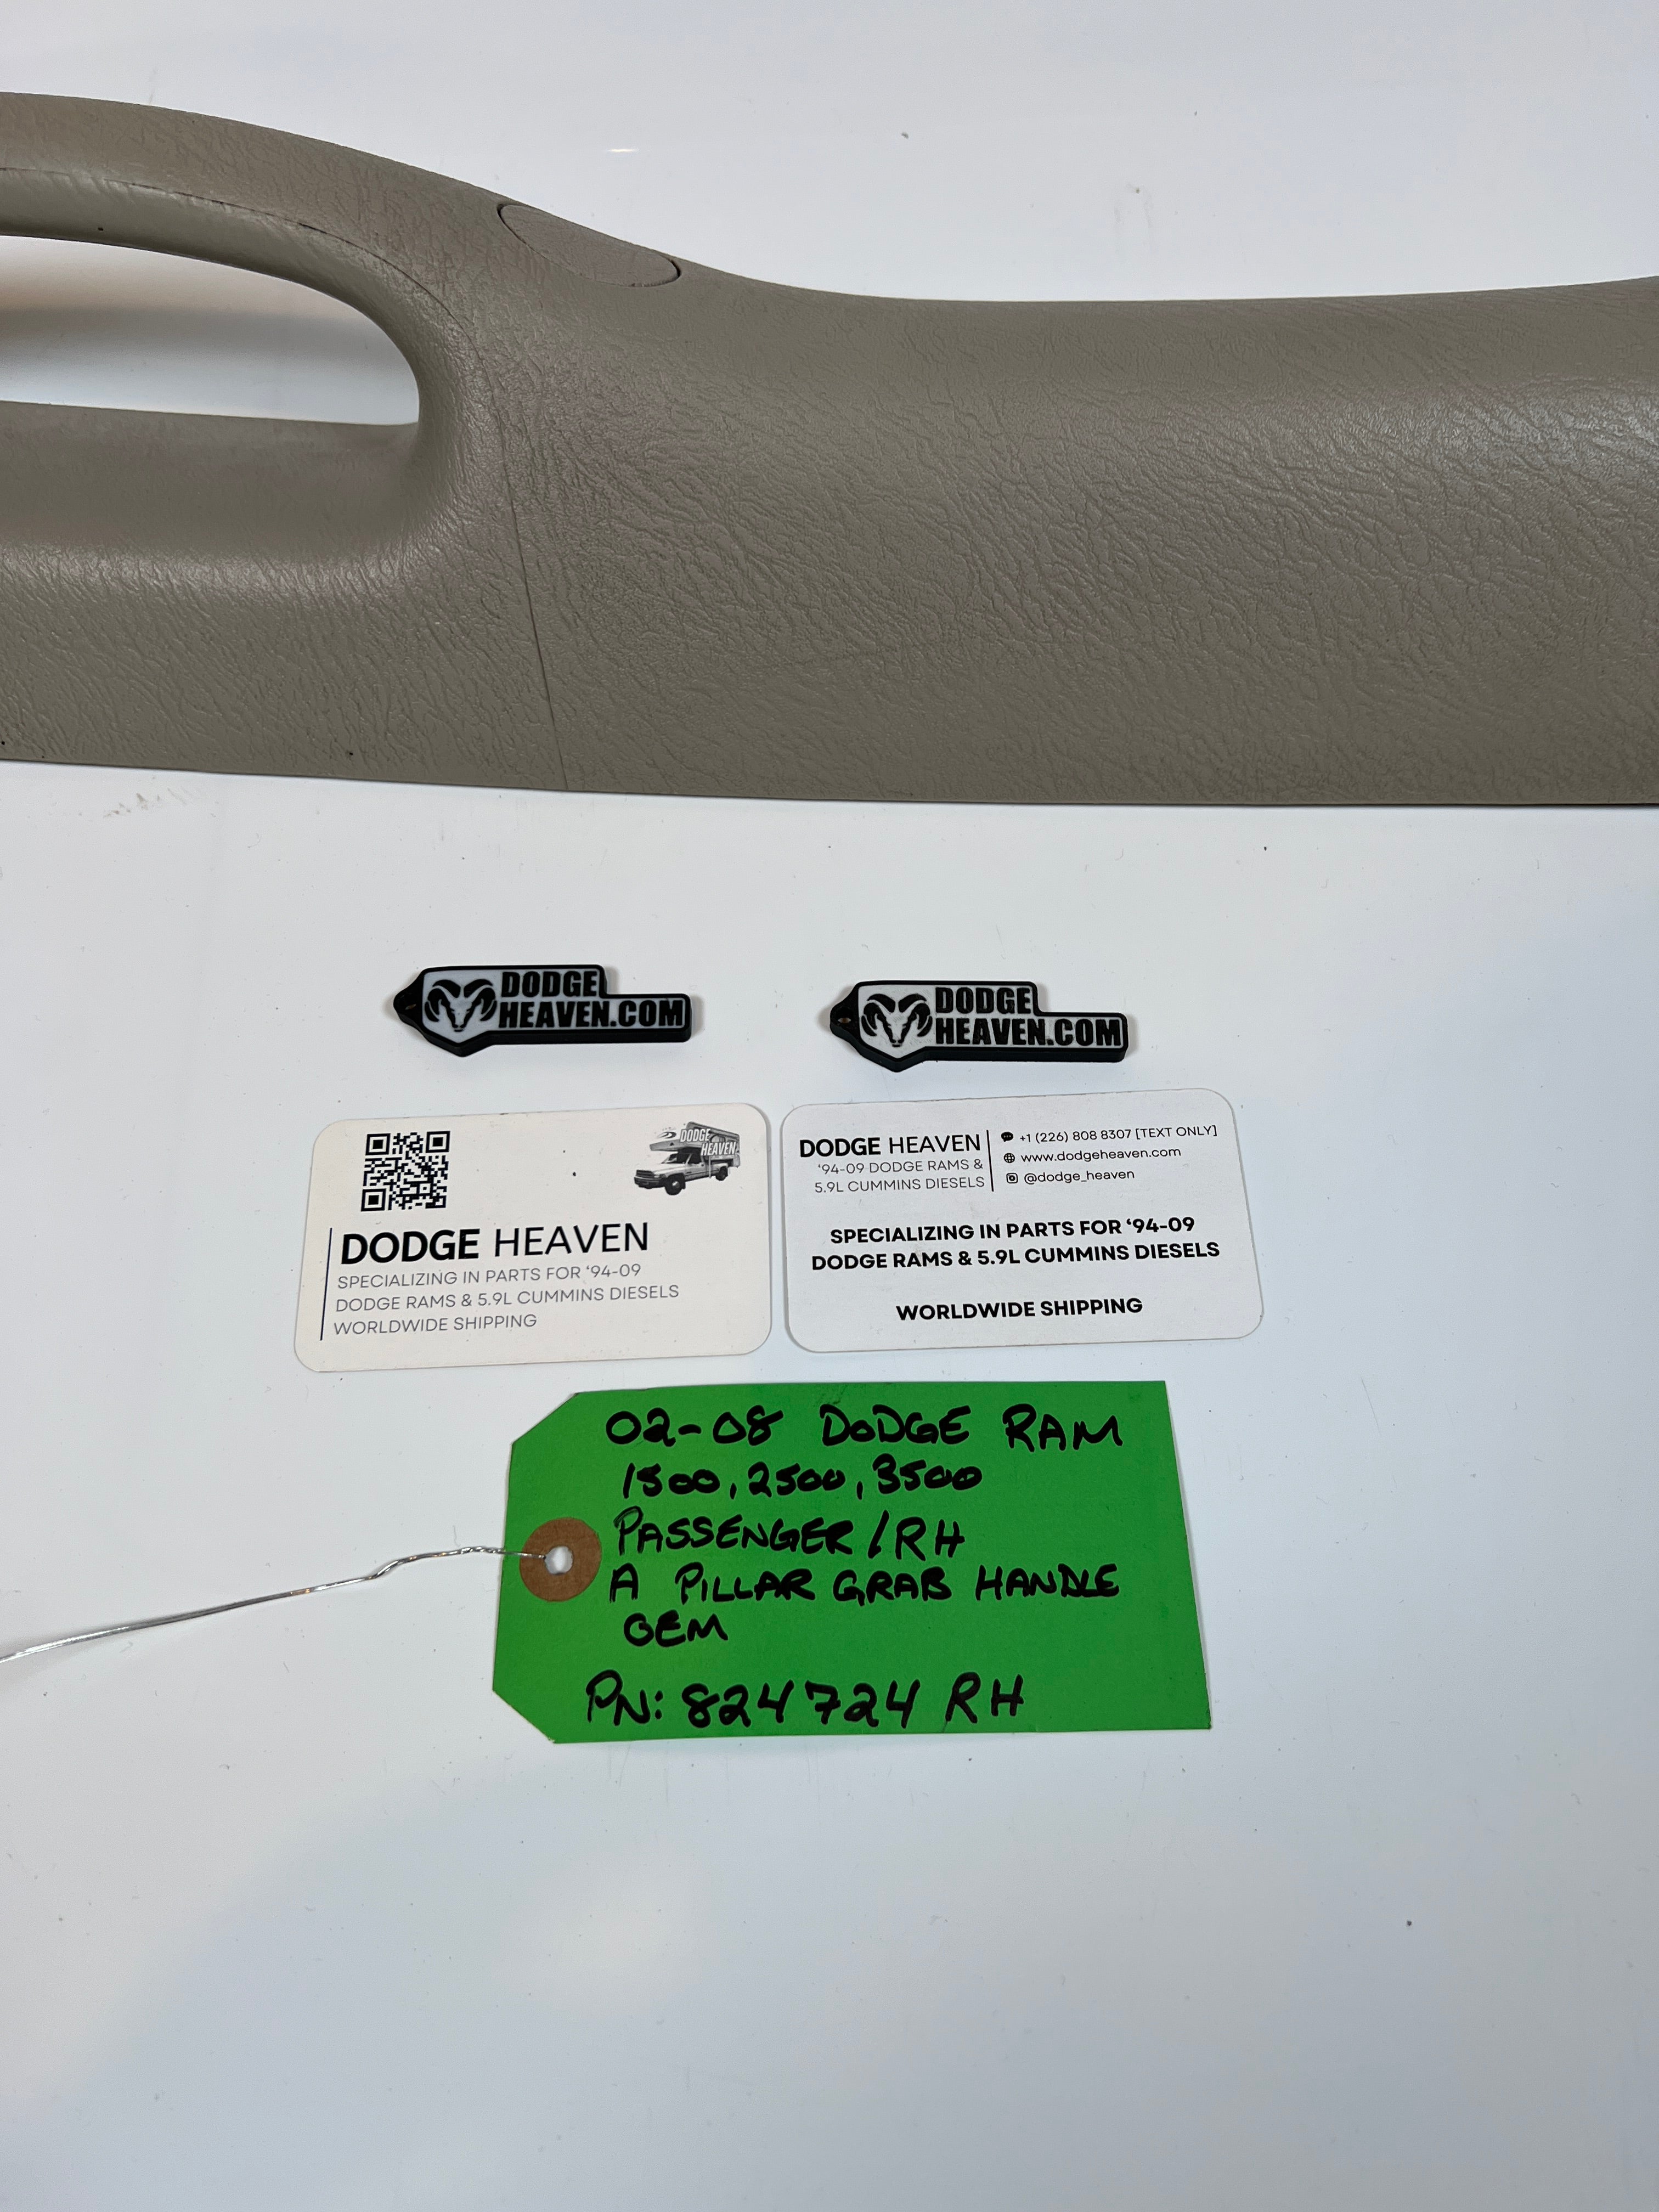 DODGE
HEAVEN.COM
DODGE
HEAVEN.COM
DODGE
HEAVEN
DODGE HEAVEN
SPECIALIZING IN PARTS FOR ‘94-09
DODGE RAMS & 5.9L CUMMINS DIESELS
WORLDWIDE SHIPPING
DODGE HEAVEN
‘94-09 DODGE RAMS &
5.9L CUMMINS DIESELS
+1 (226) 808 8307 [TEXT ONLY]
www.dodgeheaven.com
@dodge_heaven
SPECIALIZING IN PARTS FOR ‘94-09
DODGE RAMS & 5.9L CUMMINS DIESELS
WORLDWIDE SHIPPING
02-08 DODGE RAM
1500, 2500, 3500
PASSENGER / RH
A PILLAR GRAB HANDLE
OEM
PN: 824724 RH